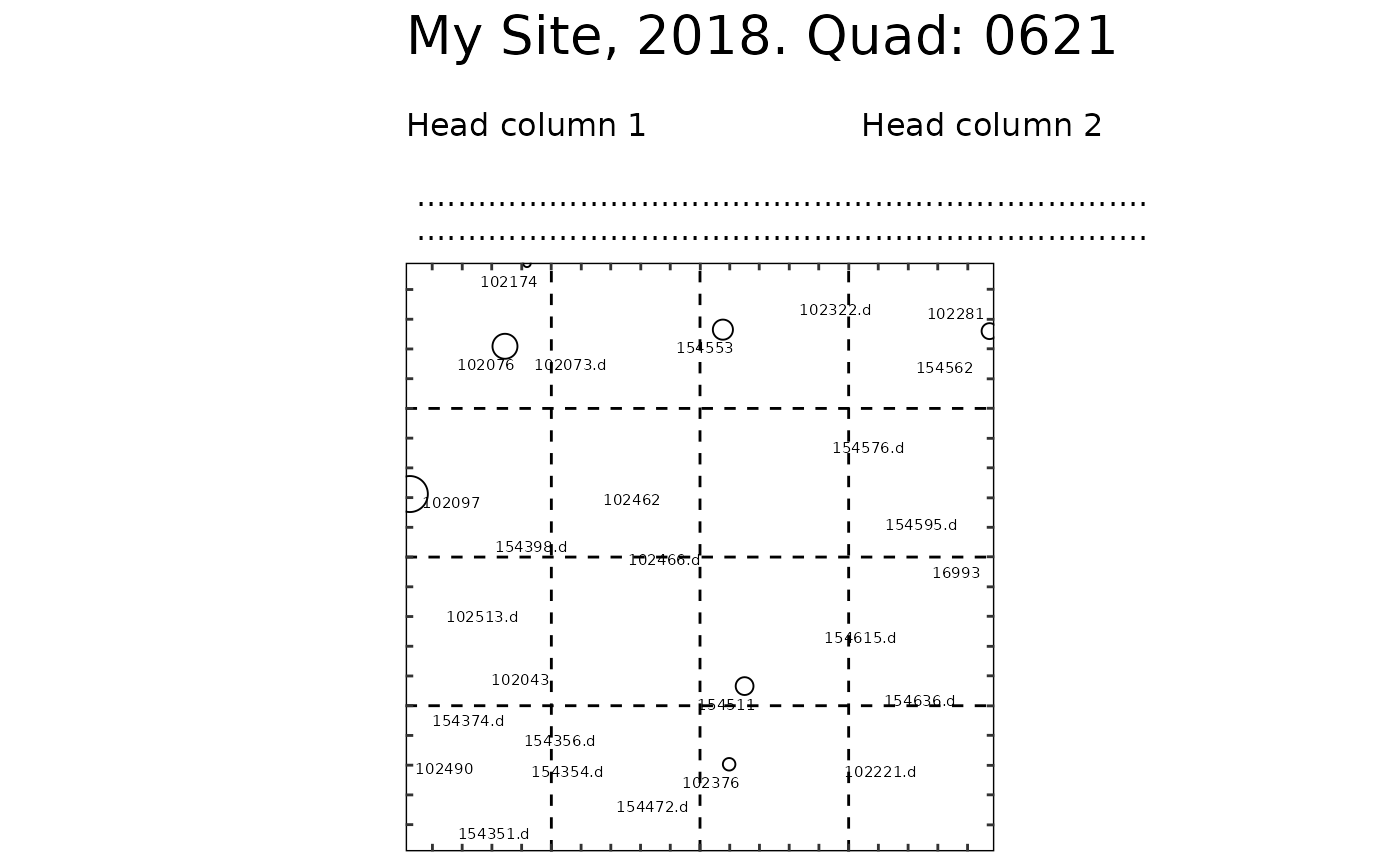 My Site, 2018. Quad: 0621
Head column 1 Head column 2
102174
102322.d
102281
154553
102076 102073.d
154562
154576.d
102462
102097
154595.d
154398.d
102466.d
16993
102513.d
154615.d
102043
154636.d
154511
154374.d
154356.d
102490
154354.d
102221.d
102376
154472.d
154351.d